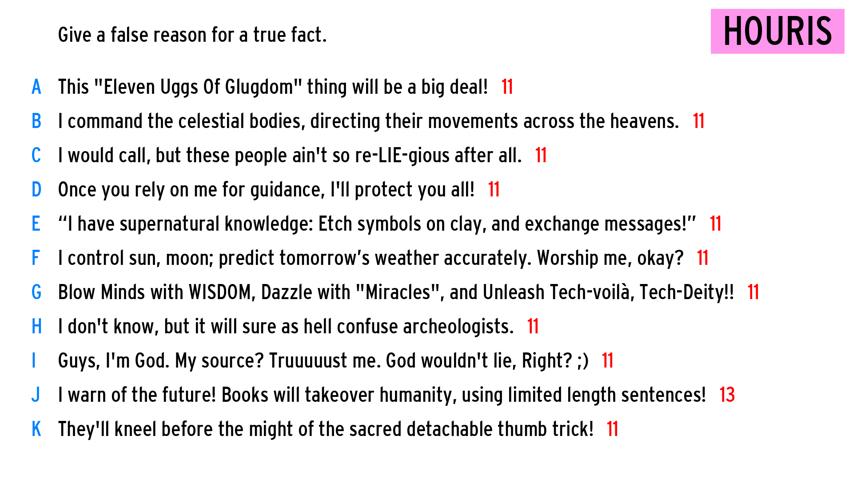 HOURIS
Give a false reason for a true fact.
A This "Eleven Uggs Of Glugdom" thing will be a big deal! 11
B I command the celestial bodies, directing their movements across the heavens. 11
C I would call, but these people ain't so re-LIE-gious after all. 11
D Once you rely on me for guidance, I'll protect you all! 11
E “I have supernatural knowledge: Etch symbols on clay, and exchange messages!” 11
F I control sun, moon; predict tomorrow’s weather accurately. Worship me, okay? 11
G Blow Minds with WISDOM, Dazzle with "Miracles", and Unleash Tech-voilà, Tech-Deity!! 11
H I don't know, but it will sure as hell confuse archeologists. 11
I Guys, I'm God. My source? Truuuuust me. God wouldn't lie, Right? ;) 11
J I warn of the future! Books will takeover humanity, using limited length sentences! 13
K They'll kneel before the might of the sacred detachable thumb trick! 11